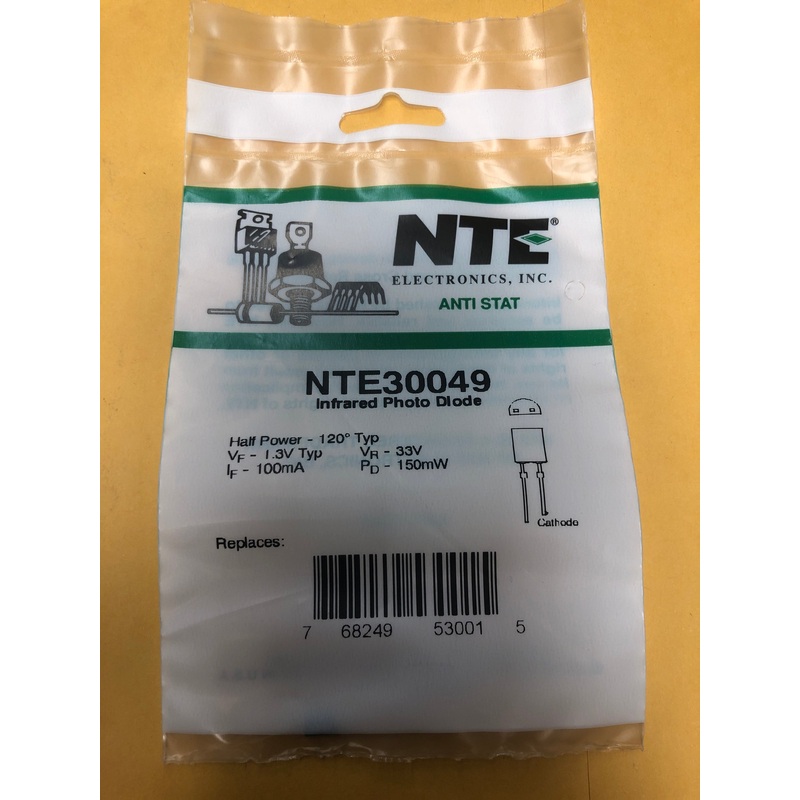 NTE®
ELECTRONICS, INC.
ANTI STAT
NTE30049
Infrared Photo Diode
Half Power - 120° Typ
VF - 1.3V Typ VR - 33V
IF - 100mA PD - 150mW
Cathode
Replaces:
7 68249 53001 5